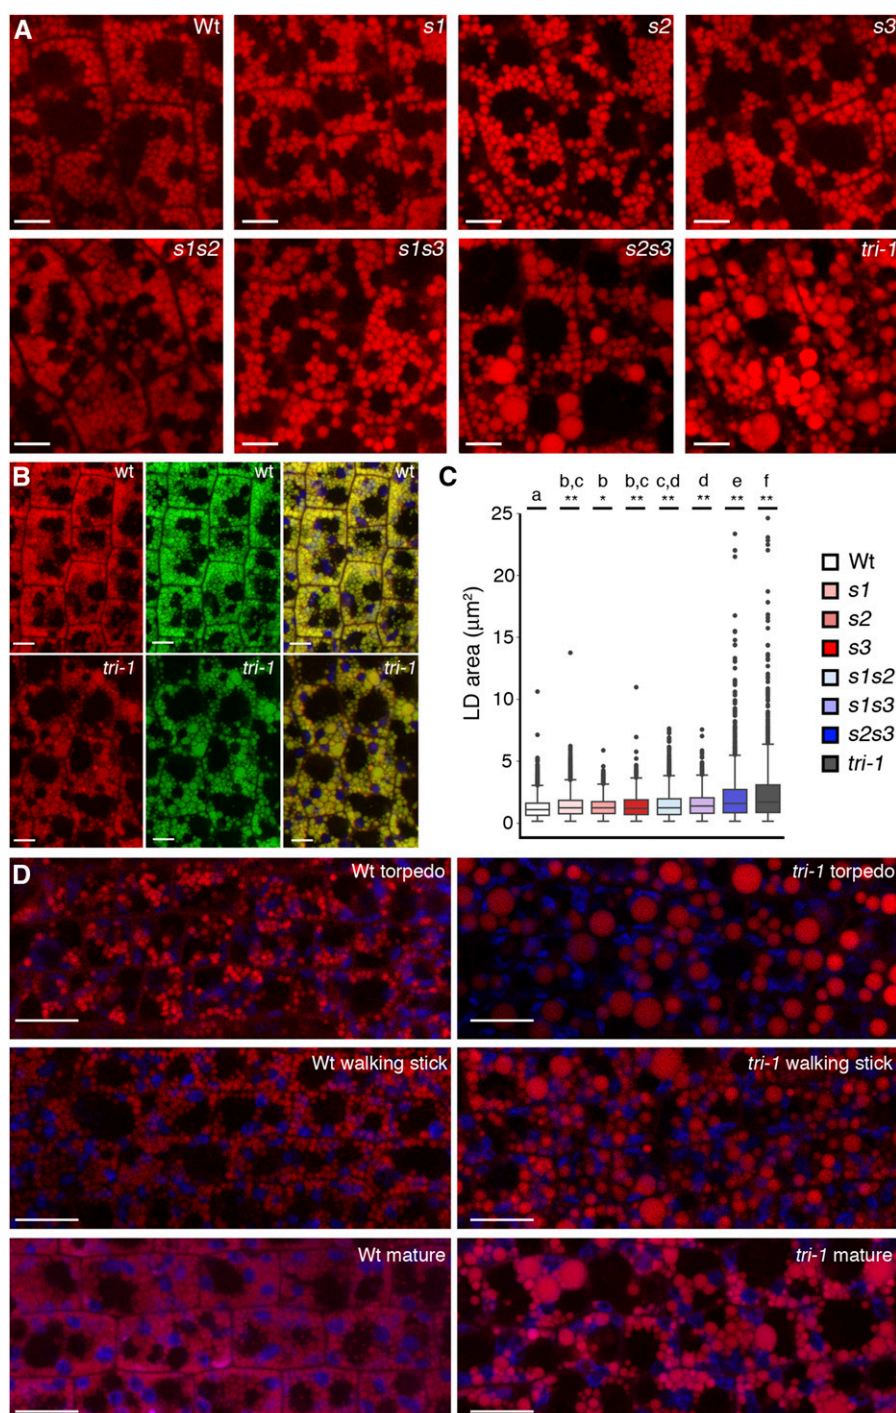 A Wt s1 s2 s3
s1s2 s1s3 s2s3 tri-1
B wt wt wt
tri-1 tri-1 tri-1
C
a b,c b b,c c,d d e f
** * ** ** ** ** **
25
20
15
10
5
0
LD area (µm²)
Wt
s1
s2
s3
s1s2
s1s3
s2s3
tri-1
D Wt torpedo tri-1 torpedo
Wt walking stick tri-1 walking stick
Wt mature tri-1 mature